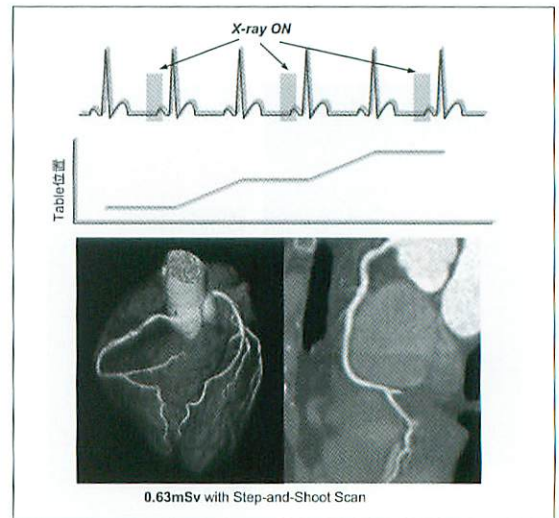 X-ray ON
Table位置
0.63mSv with Step-and-Shoot Scan